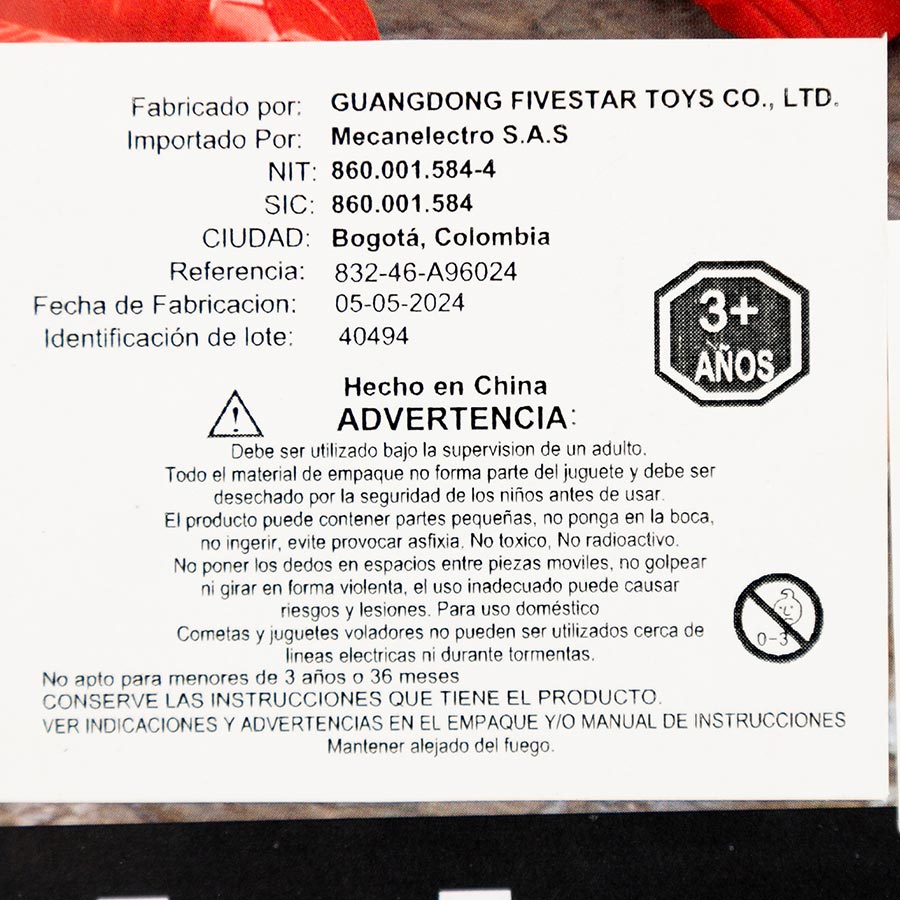 Fabricado por: GUANGDONG FIVESTAR TOYS CO., LTD.
Importado Por: Mecanelectro S.A.S
NIT: 860.001.584-4
SIC: 860.001.584
CIUDAD: Bogotá, Colombia
Referencia: 832-46-A96024
Fecha de Fabricacion: 05-05-2024
Identificación de lote: 40494
3+
AÑOS
Hecho en China
ADVERTENCIA:
Debe ser utilizado bajo la supervision de un adulto.
Todo el material de empaque no forma parte del juguete y debe ser
desechado por la seguridad de los niños antes de usar.
El producto puede contener partes pequeñas, no ponga en la boca,
no ingerir, evite provocar asfixia. No toxico, No radioactivo.
No poner los dedos en espacios entre piezas moviles, no golpear
ni girar en forma violenta, el uso inadecuado puede causar
riesgos y lesiones. Para uso doméstico
0-3
Cometas y juguetes voladores no pueden ser utilizados cerca de
lineas electricas ni durante tormentas.
No apto para menores de 3 años o 36 meses
CONSERVE LAS INSTRUCCIONES QUE TIENE EL PRODUCTO.
VER INDICACIONES Y ADVERTENCIAS EN EL EMPAQUE Y/O MANUAL DE INSTRUCCIONES
Mantener alejado del fuego.